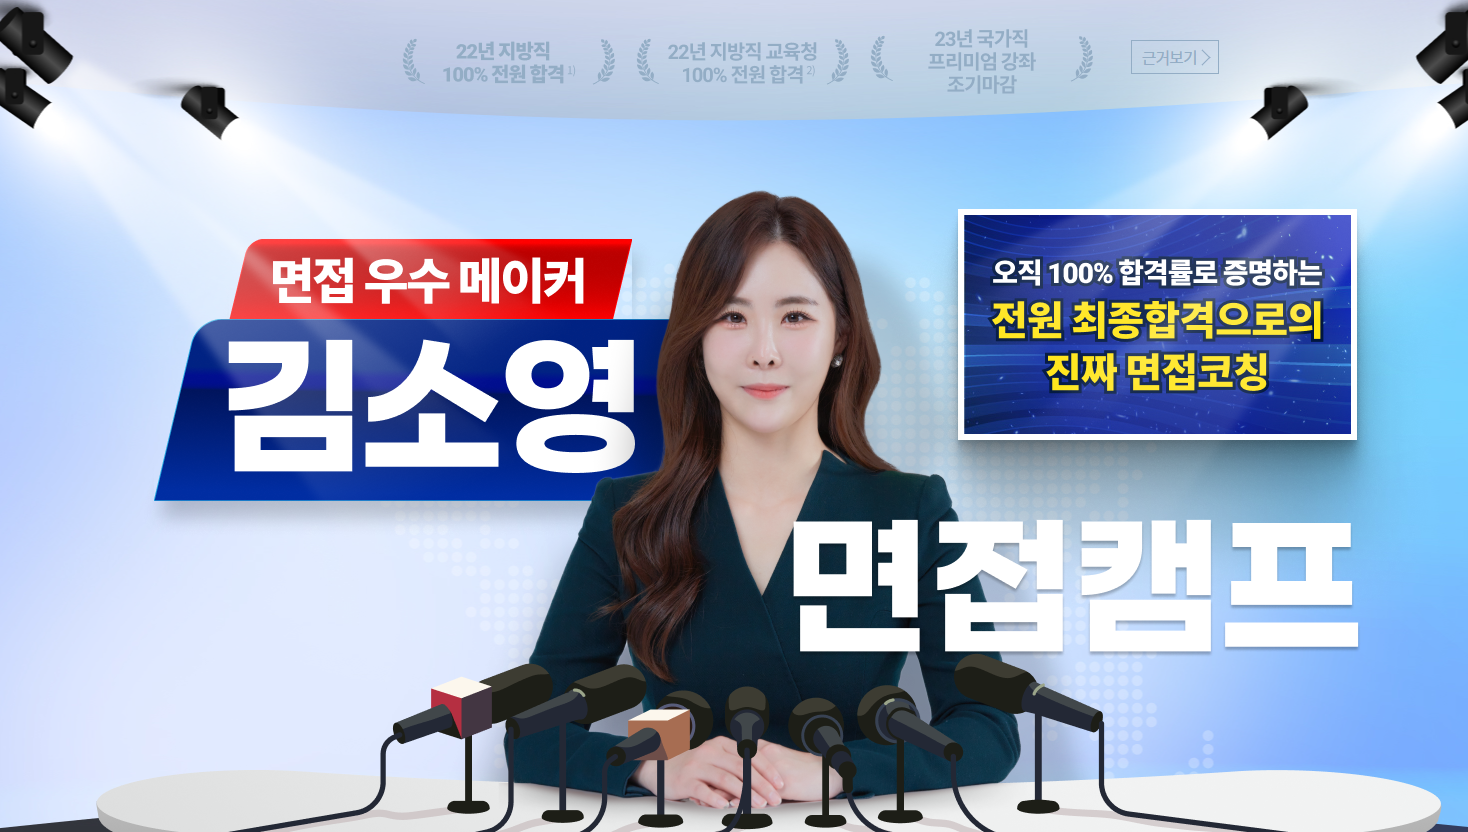 22년 지방직
100% 전원 합격 1)
22년 지방직 교육청
100% 전원 합격 2)
23년 국가직
프리미엄 강좌
조기마감
근거보기 >
면접 우수 메이커
김소영
오직 100% 합격률로 증명하는
전원 최종합격으로의
진짜 면접코칭
면접캠프